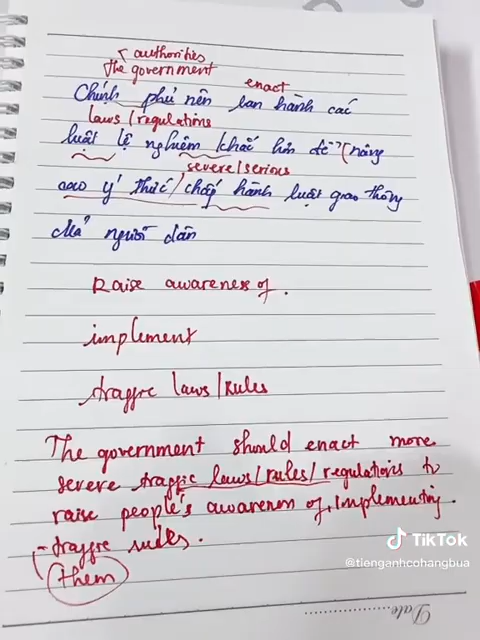 authorities
the government
enact
Chính phủ nên ban hành các
laws/regulations
luật lệ nghiêm khắc hơn để (nâng
severe/serious
cao ý thức/chấp hành luật giao thông
của người dân
Raise awareness of.
implement
traffic laws/rules
The government should enact more
severe traffic laws/rules/regulations to
raise people's awareness of implementing
traffic rules.
them
TikTok
@tienganhcohangbua
Date